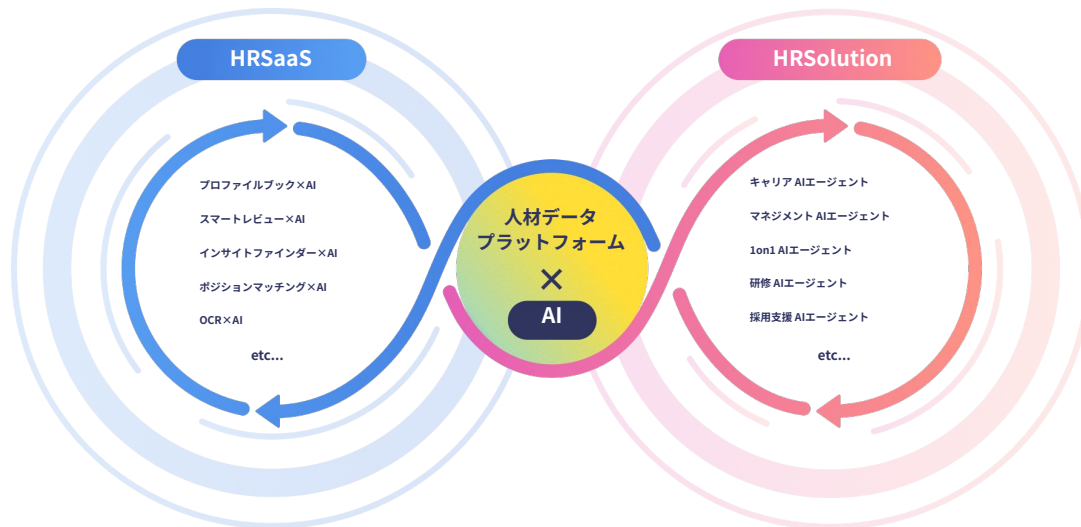 HRSaaS
プロファイルブック×AI
スマートレビュー×AI
インサイトファインダー×AI
ポジションマッチング×AI
OCR×AI
etc...
人材データ
プラットフォーム
×
AI
HRSolution
キャリア AIエージェント
マネジメント AIエージェント
1on1 AIエージェント
研修 AIエージェント
採用支援 AIエージェント
etc...